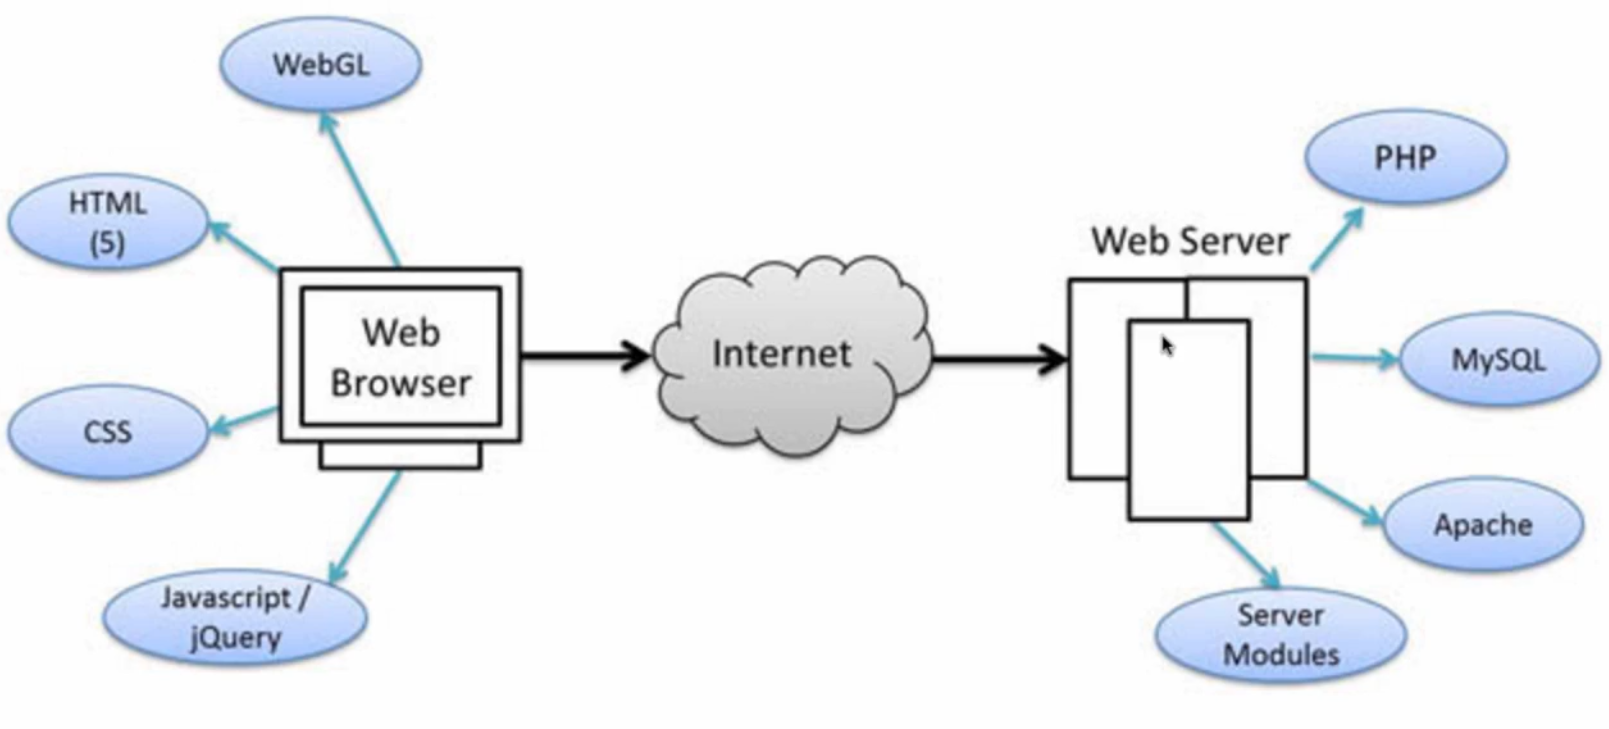 WebGL
HTML
(5)
CSS
Javascript /
jQuery
Web
Browser
Internet
Web Server
PHP
MySQL
Apache
Server
Modules